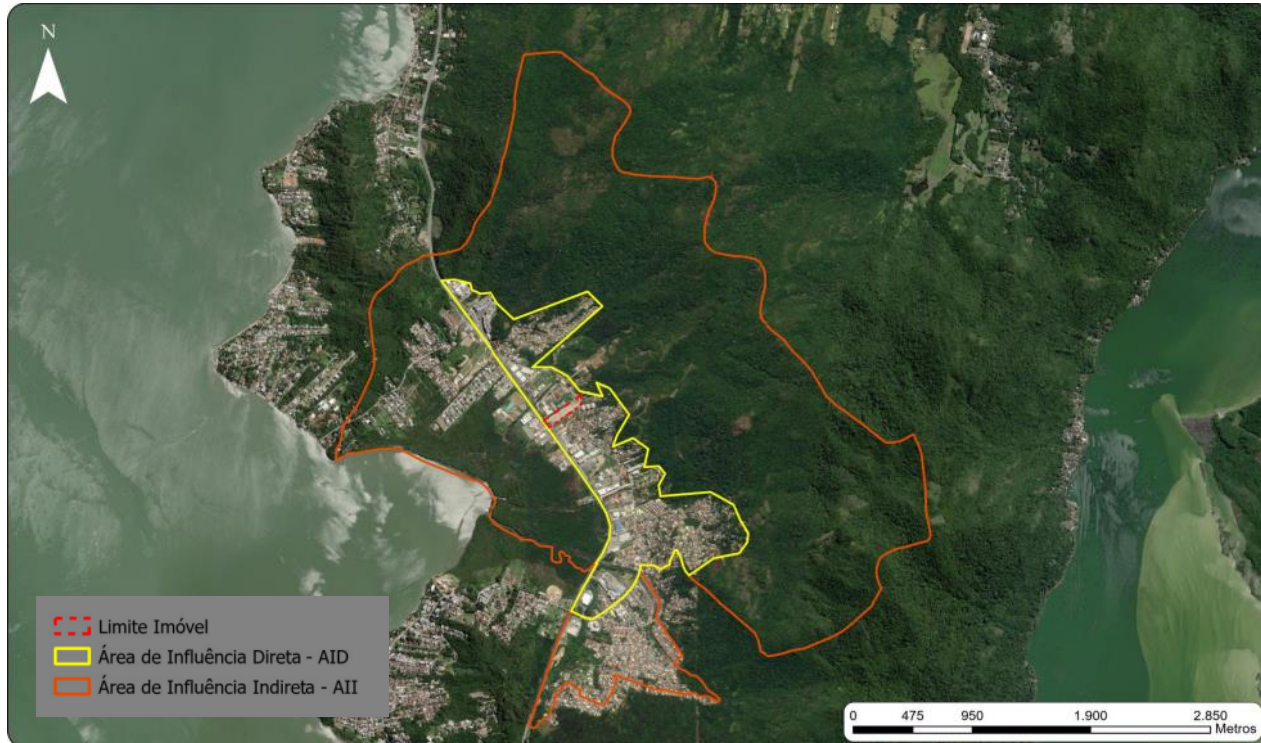 N
Limite Imóvel
Área de Influência Direta - AID
Área de Influência Indireta - AII
0 475 950 1.900 2.850
Metros